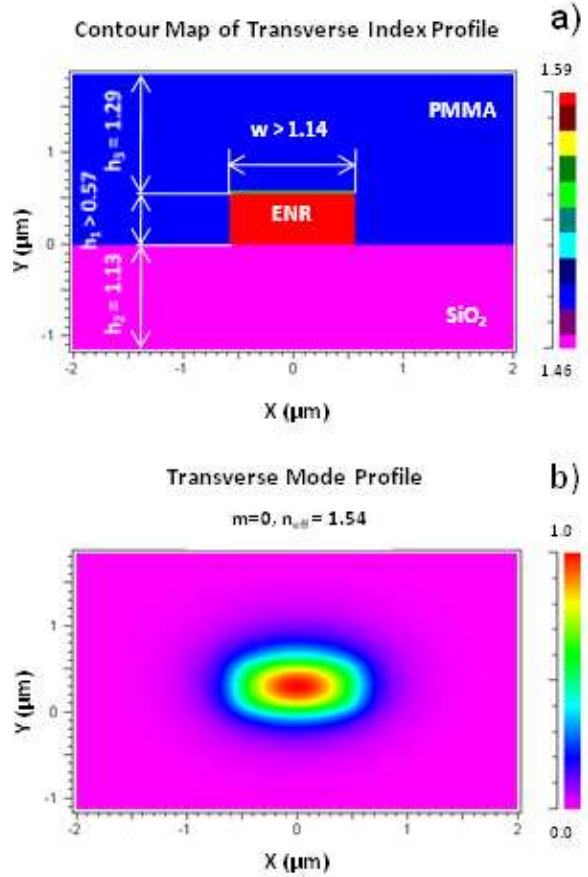 a)
Contour Map of Transverse Index Profile
1.59
PMMA
h₃ = 1.29
w > 1.14
1
h₁ > 0.57
ENR
Y (μm)
0
h₂ = 1.13
SiO₂
-1
-2 -1 0 1 2
1.46
X (μm)
Transverse Mode Profile
b)
m=0, nₑff = 1.54
1.0
1
Y (μm)
0
-1
-2 -1 0 1 2
0.0
X (μm)